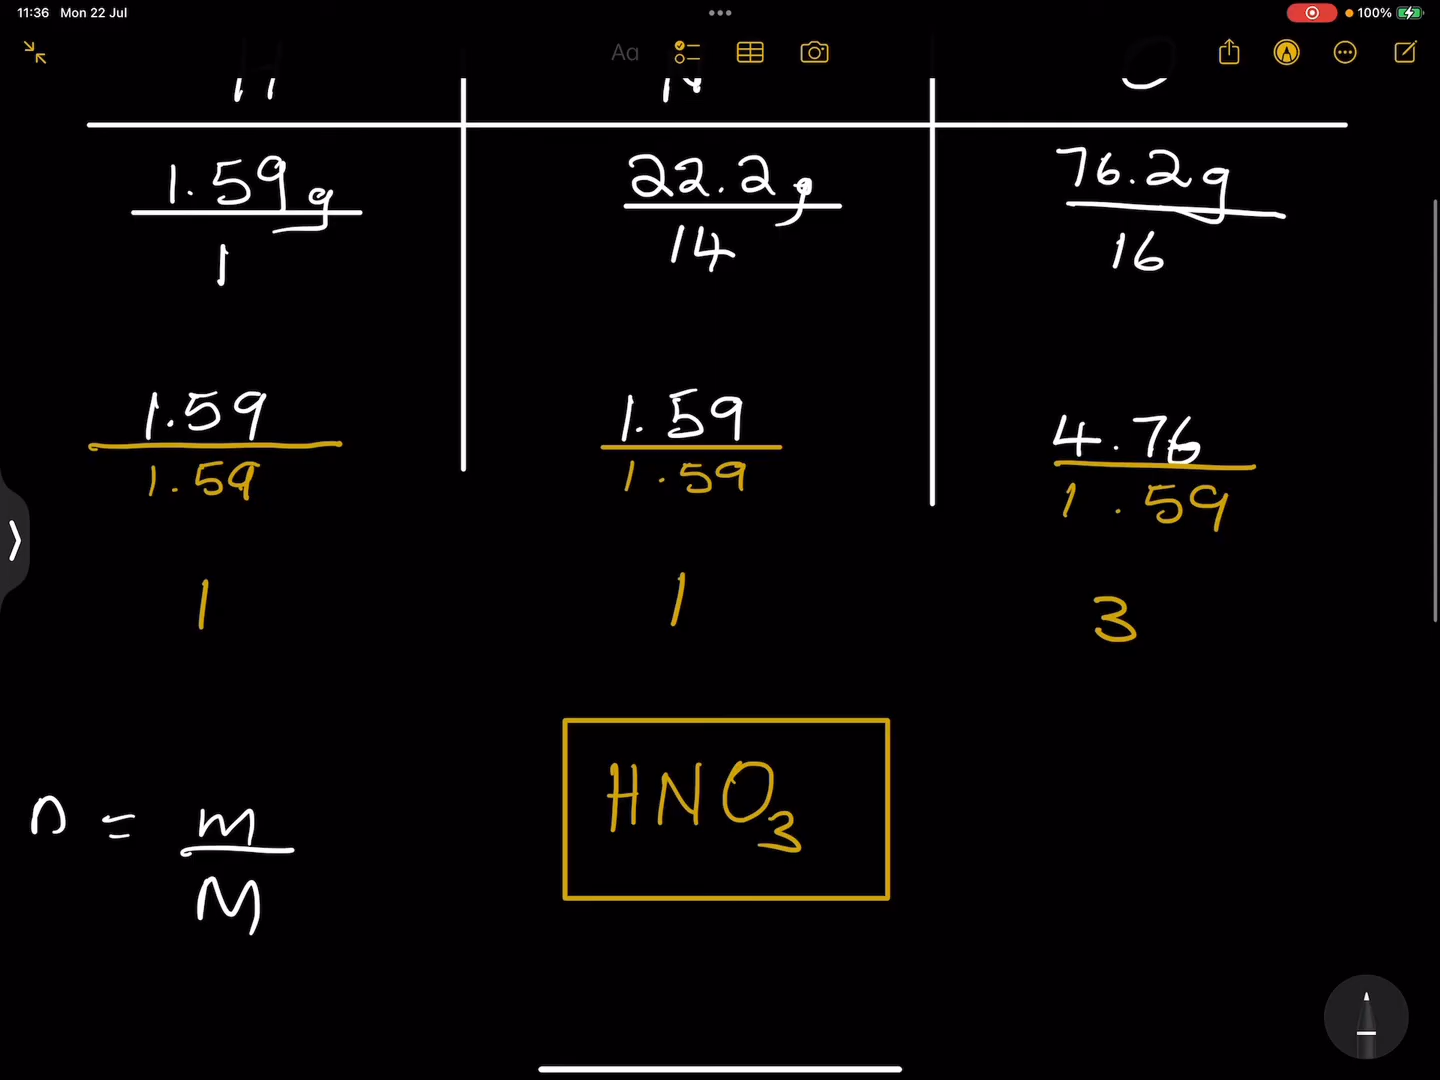 11:36 Mon 22 Jul 100%
Aa
H N O
1.59g 22.2g 76.2g
1 14 16
1.59 1.59 4.76
1.59 1.59 1.59
1 1 3
n = m
M
HNO3